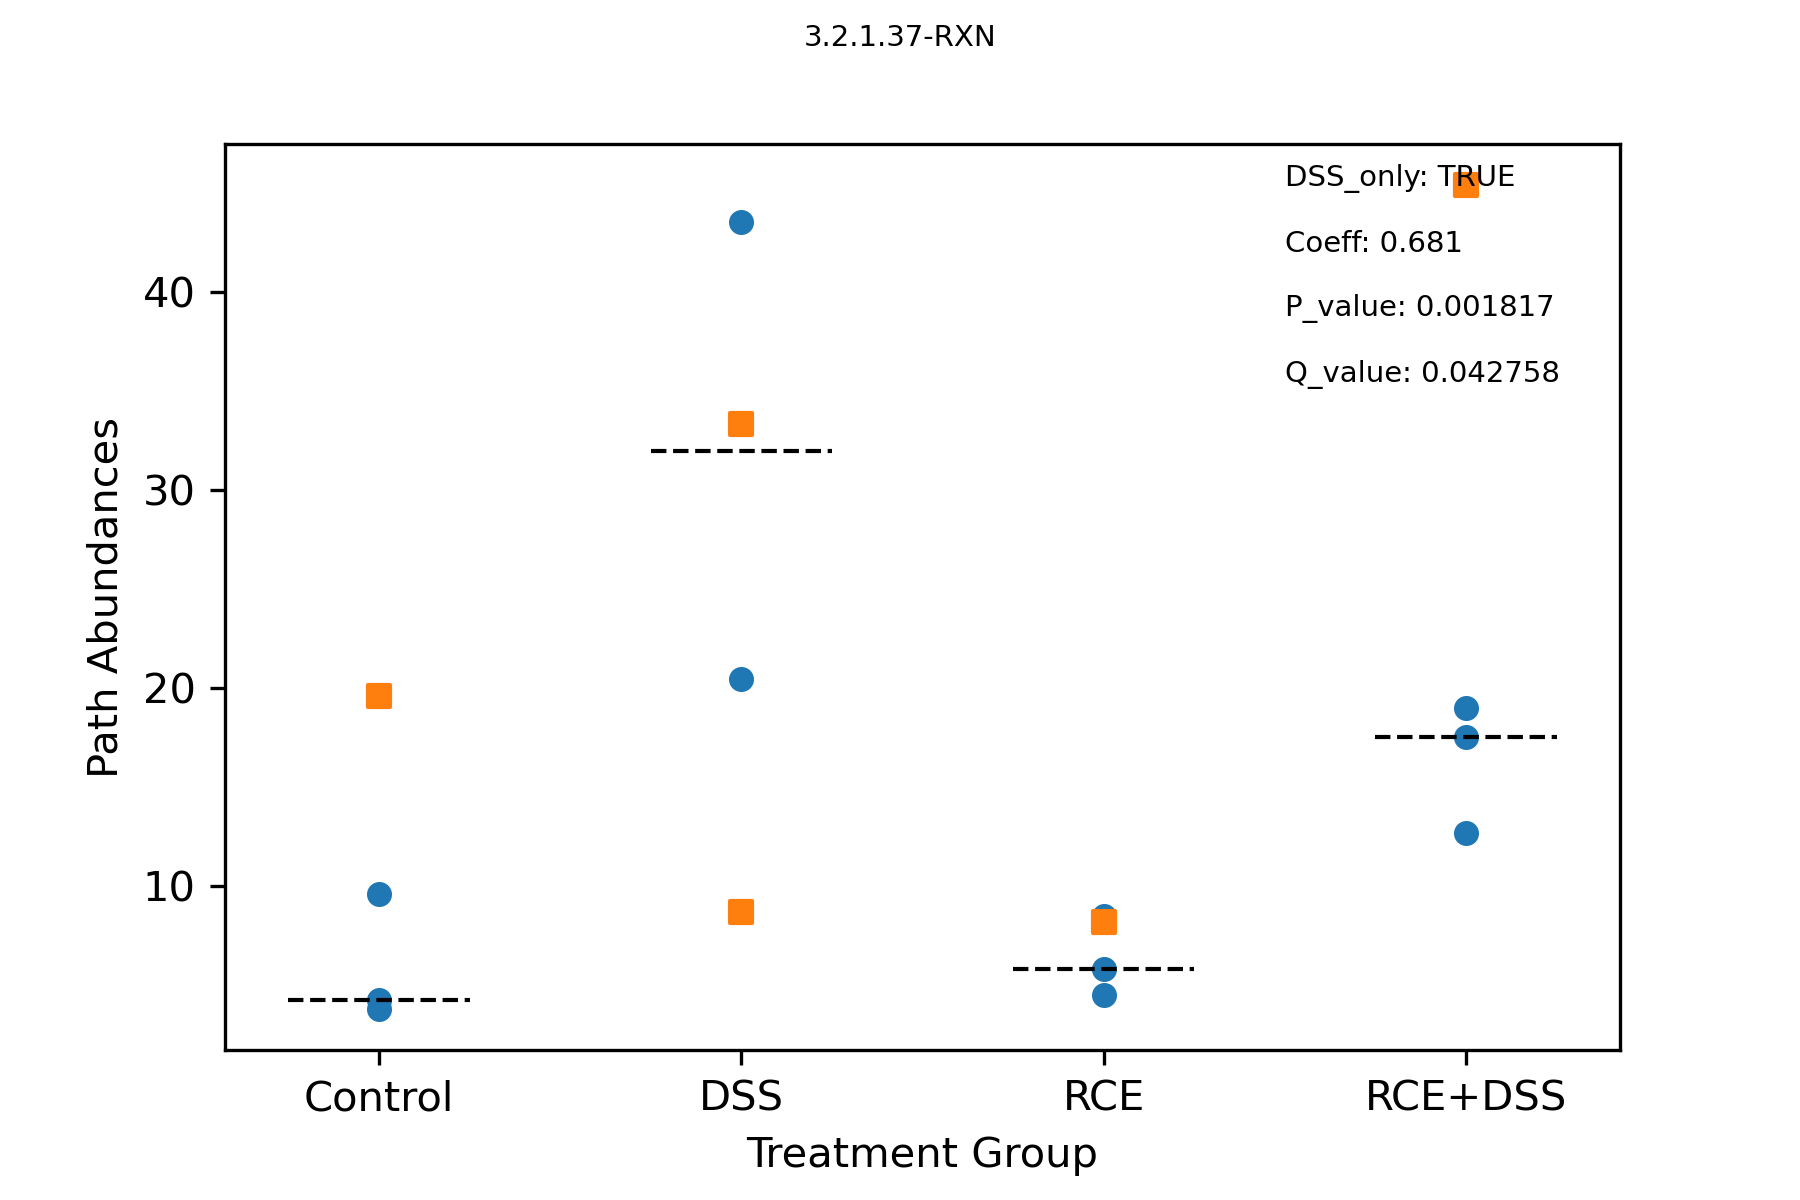 3.2.1.37-RXN
DSS_only: TRUE
Coeff: 0.681
P_value: 0.001817
Q_value: 0.042758
Path Abundances
40
30
20
10
Control
DSS
RCE
RCE+DSS
Treatment Group